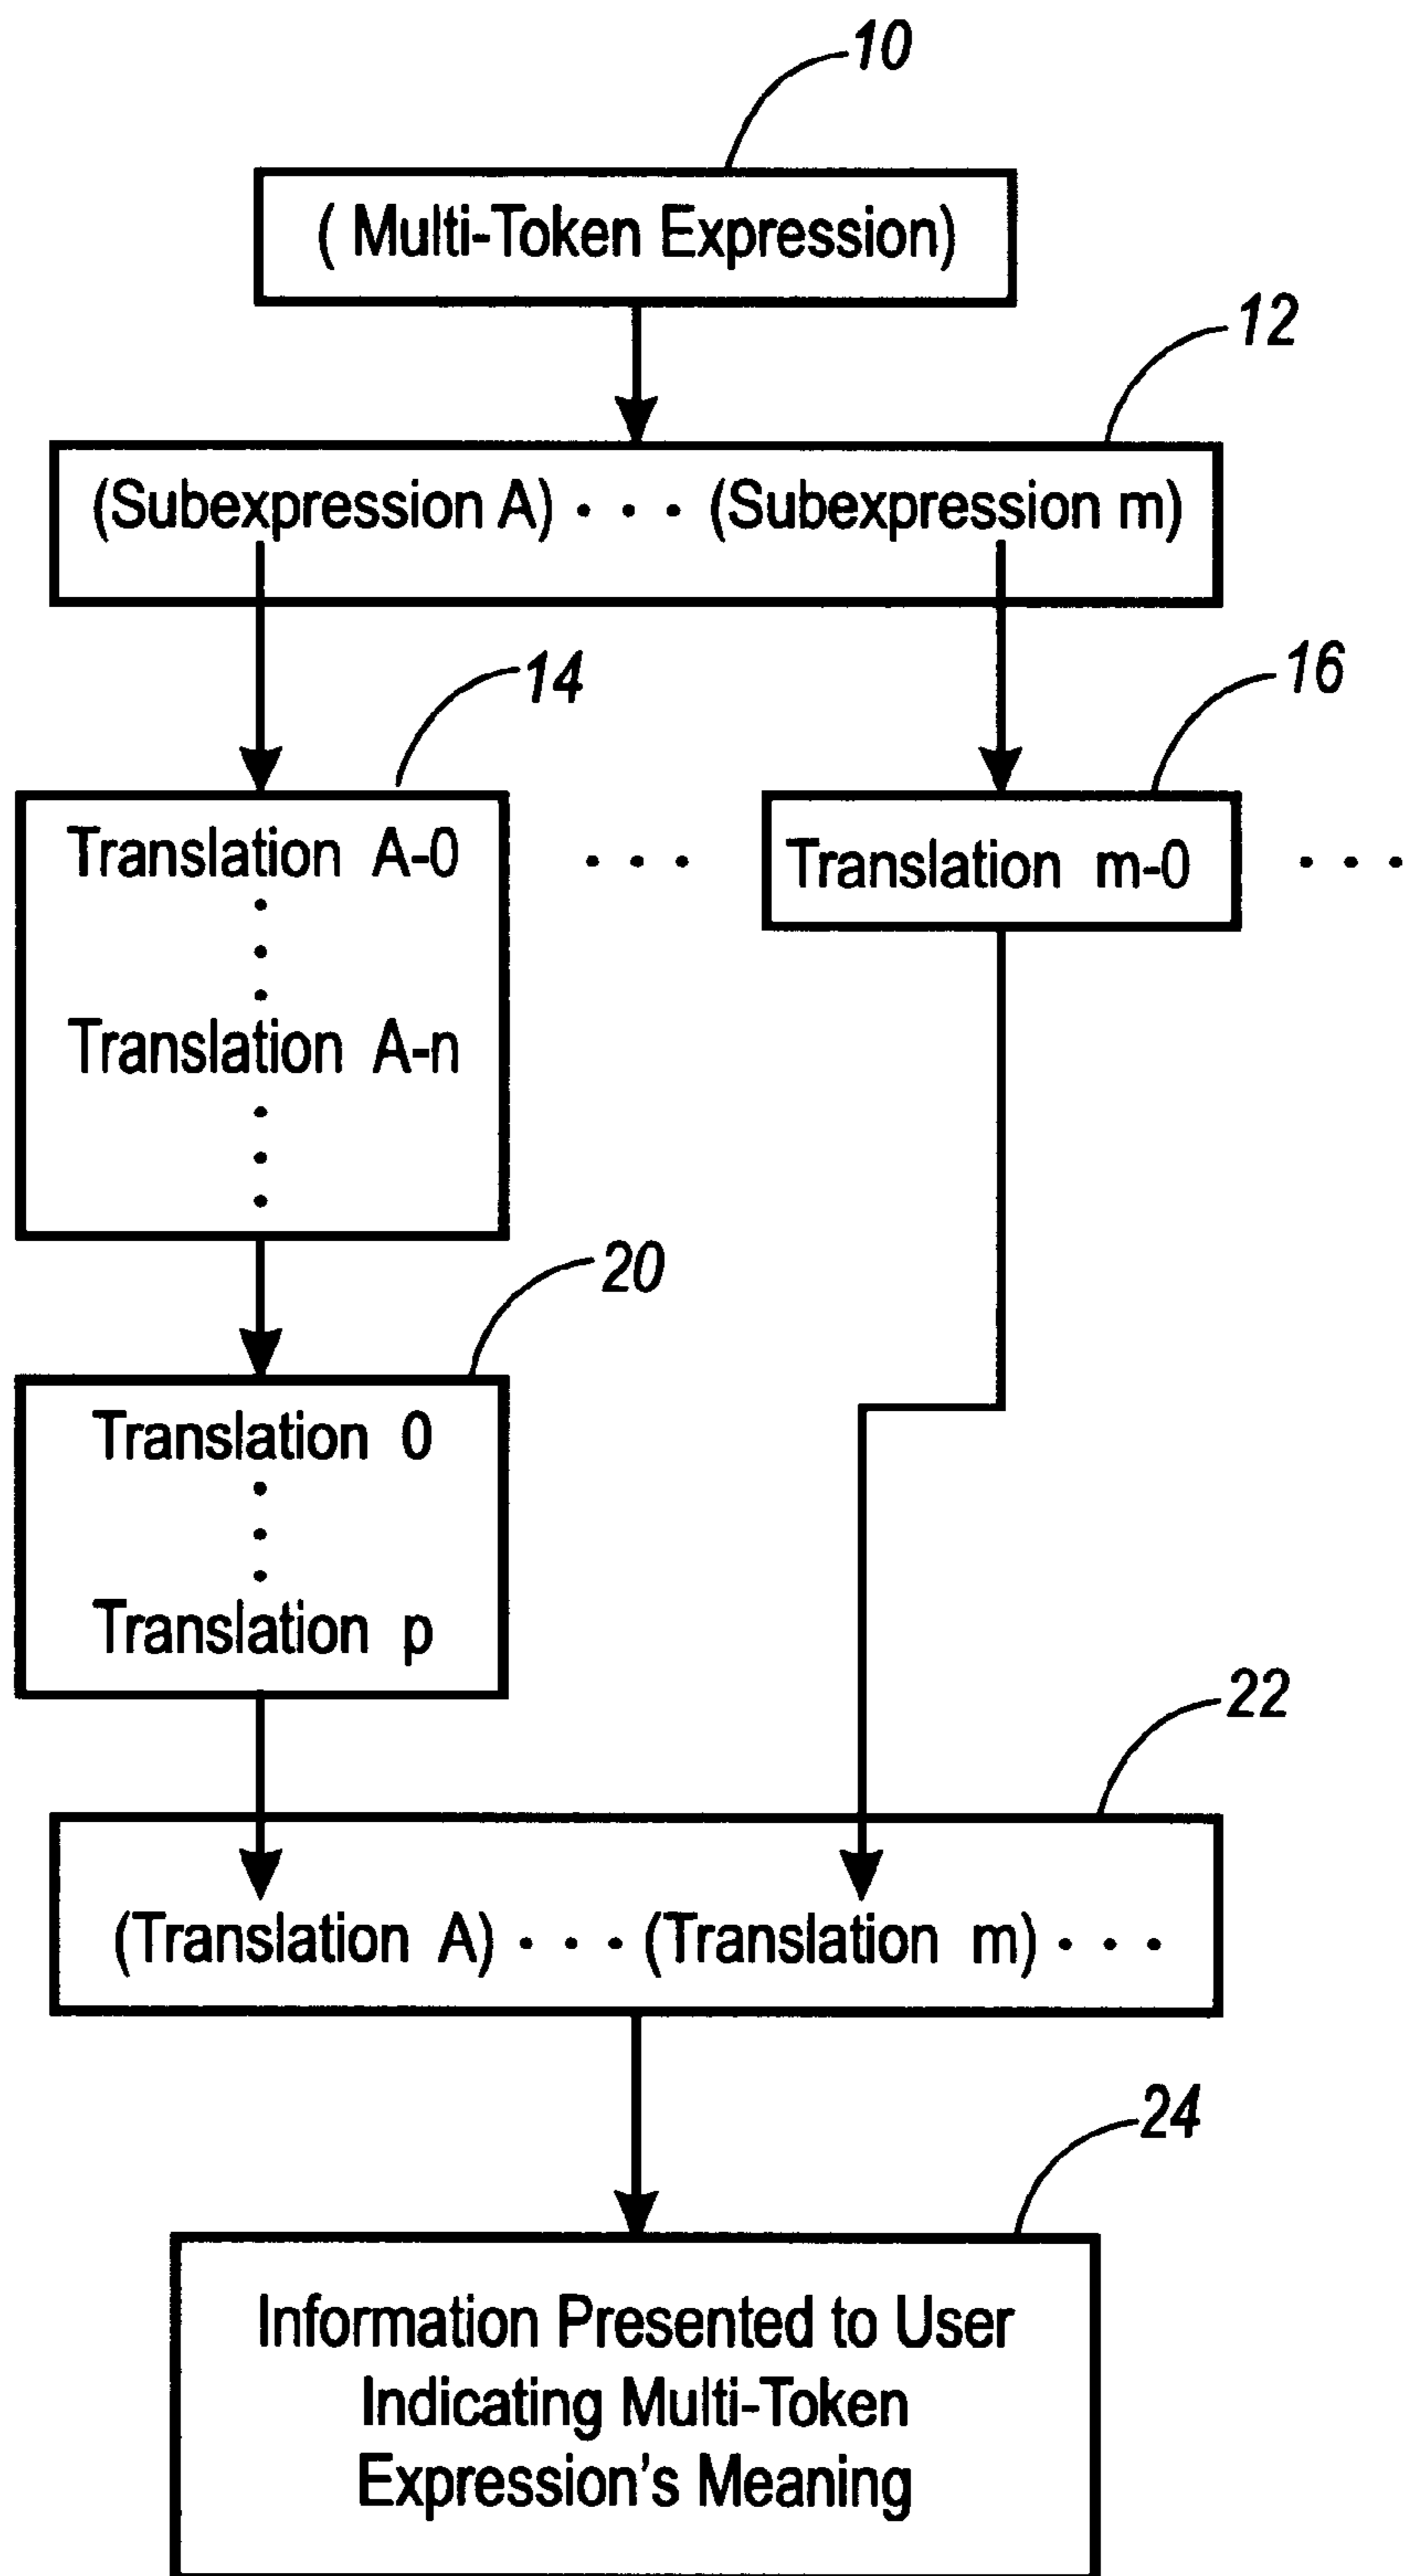 10
( Multi-Token Expression)
12
(Subexpression A) · · · (Subexpression m)
14
16
Translation A-0 · · · Translation m-0 · · ·
Translation A-n
20
Translation 0
Translation p
22
(Translation A) · · · (Translation m) · · ·
24
Information Presented to User
Indicating Multi-Token
Expression's Meaning